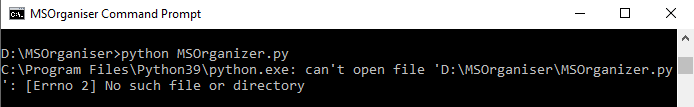 MSOrganiser Command Prompt
D:\MSOrganiser>python MSOrganizer.py
C:\Program Files\Python39\python.exe: can't open file 'D:\MSOrganiser\MSOrganizer.py
': [Errno 2] No such file or directory